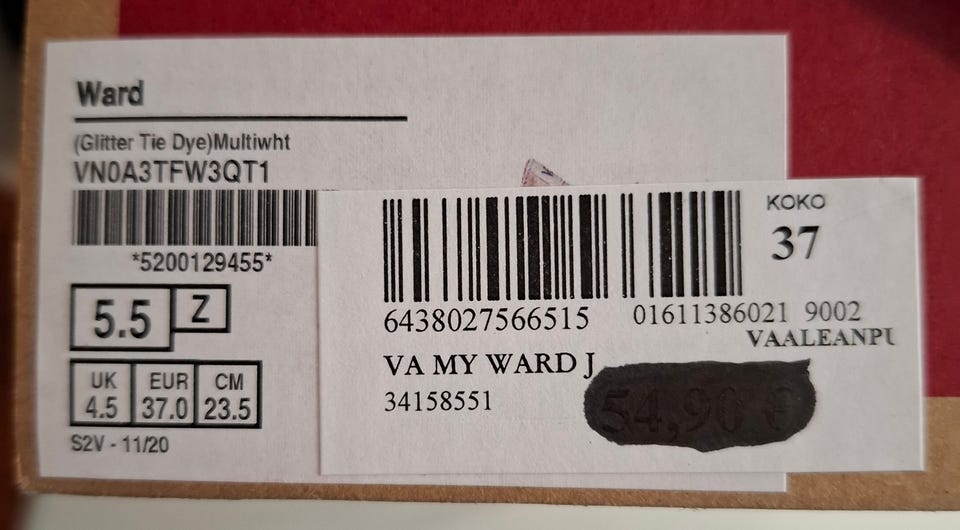 Ward
(Glitter Tie Dye)Multiwht
VN0A3TFW3QT1
*5200129455*
5.5 Z
UK EUR CM
4.5 37.0 23.5
S2V - 11/20
KOKO
37
6438027566515 01611386021 9002
VAALEANPU
VA MY WARD J
34158551
54,90 €